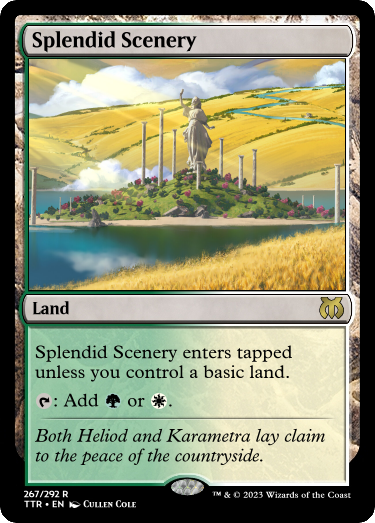 Splendid Scenery
Land
Splendid Scenery enters tapped
unless you control a basic land.
: Add or .
Both Heliod and Karametra lay claim
to the peace of the countryside.
267/292 R
TTR • EN Cullen Cole
™ & © 2023 Wizards of the Coast